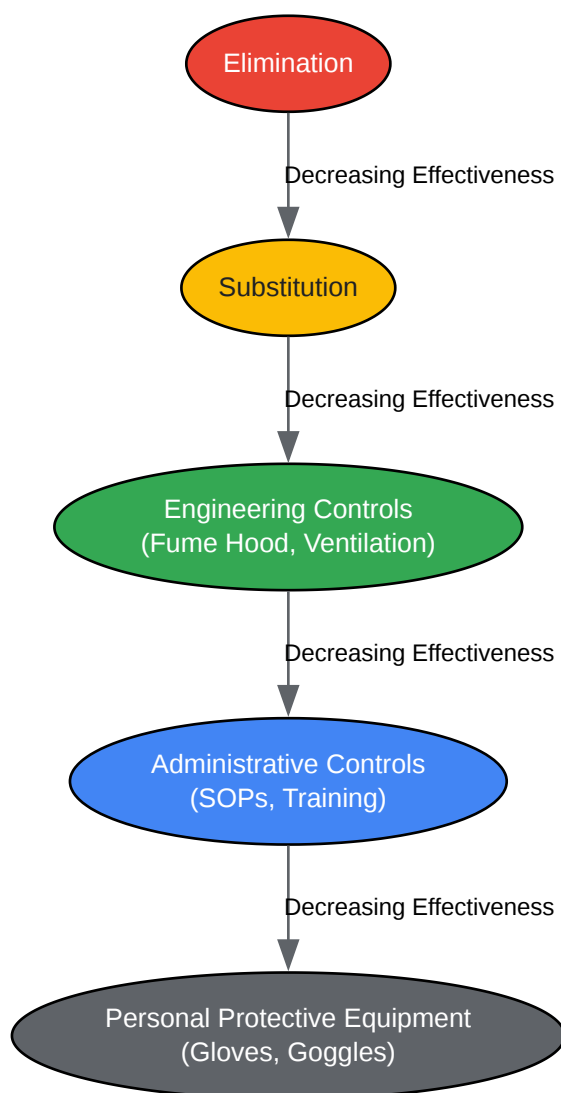 Elimination
Decreasing Effectiveness
Substitution
Decreasing Effectiveness
Engineering Controls
(Fume Hood, Ventilation)
Decreasing Effectiveness
Administrative Controls
(SOPs, Training)
Decreasing Effectiveness
Personal Protective Equipment
(Gloves, Goggles)